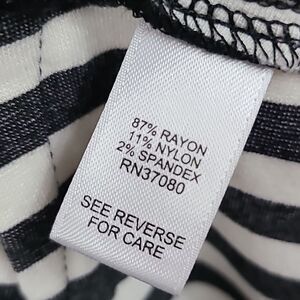 87% RAYON
11% NYLON
2% SPANDEX
RN37080
SEE REVERSE
FOR CARE